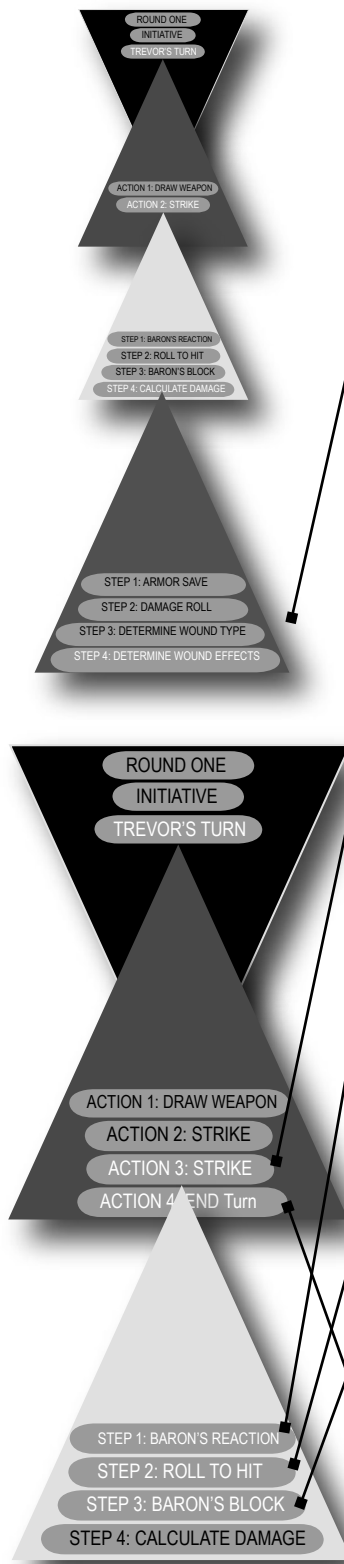 ROUND ONE
INITIATIVE
TREVOR'S TURN
ACTION 1: DRAW WEAPON
ACTION 2: STRIKE
STEP 1: BARON'S REACTION
STEP 2: ROLL TO HIT
STEP 3: BARON'S BLOCK
STEP 4: CALCULATE DAMAGE
STEP 1: ARMOR SAVE
STEP 2: DAMAGE ROLL
STEP 3: DETERMINE WOUND TYPE
STEP 4: DETERMINE WOUND EFFECTS
ROUND ONE
INITIATIVE
TREVOR'S TURN
ACTION 1: DRAW WEAPON
ACTION 2: STRIKE
ACTION 3: STRIKE
ACTION 4: END Turn
STEP 1: BARON'S REACTION
STEP 2: ROLL TO HIT
STEP 3: BARON'S BLOCK
STEP 4: CALCULATE DAMAGE